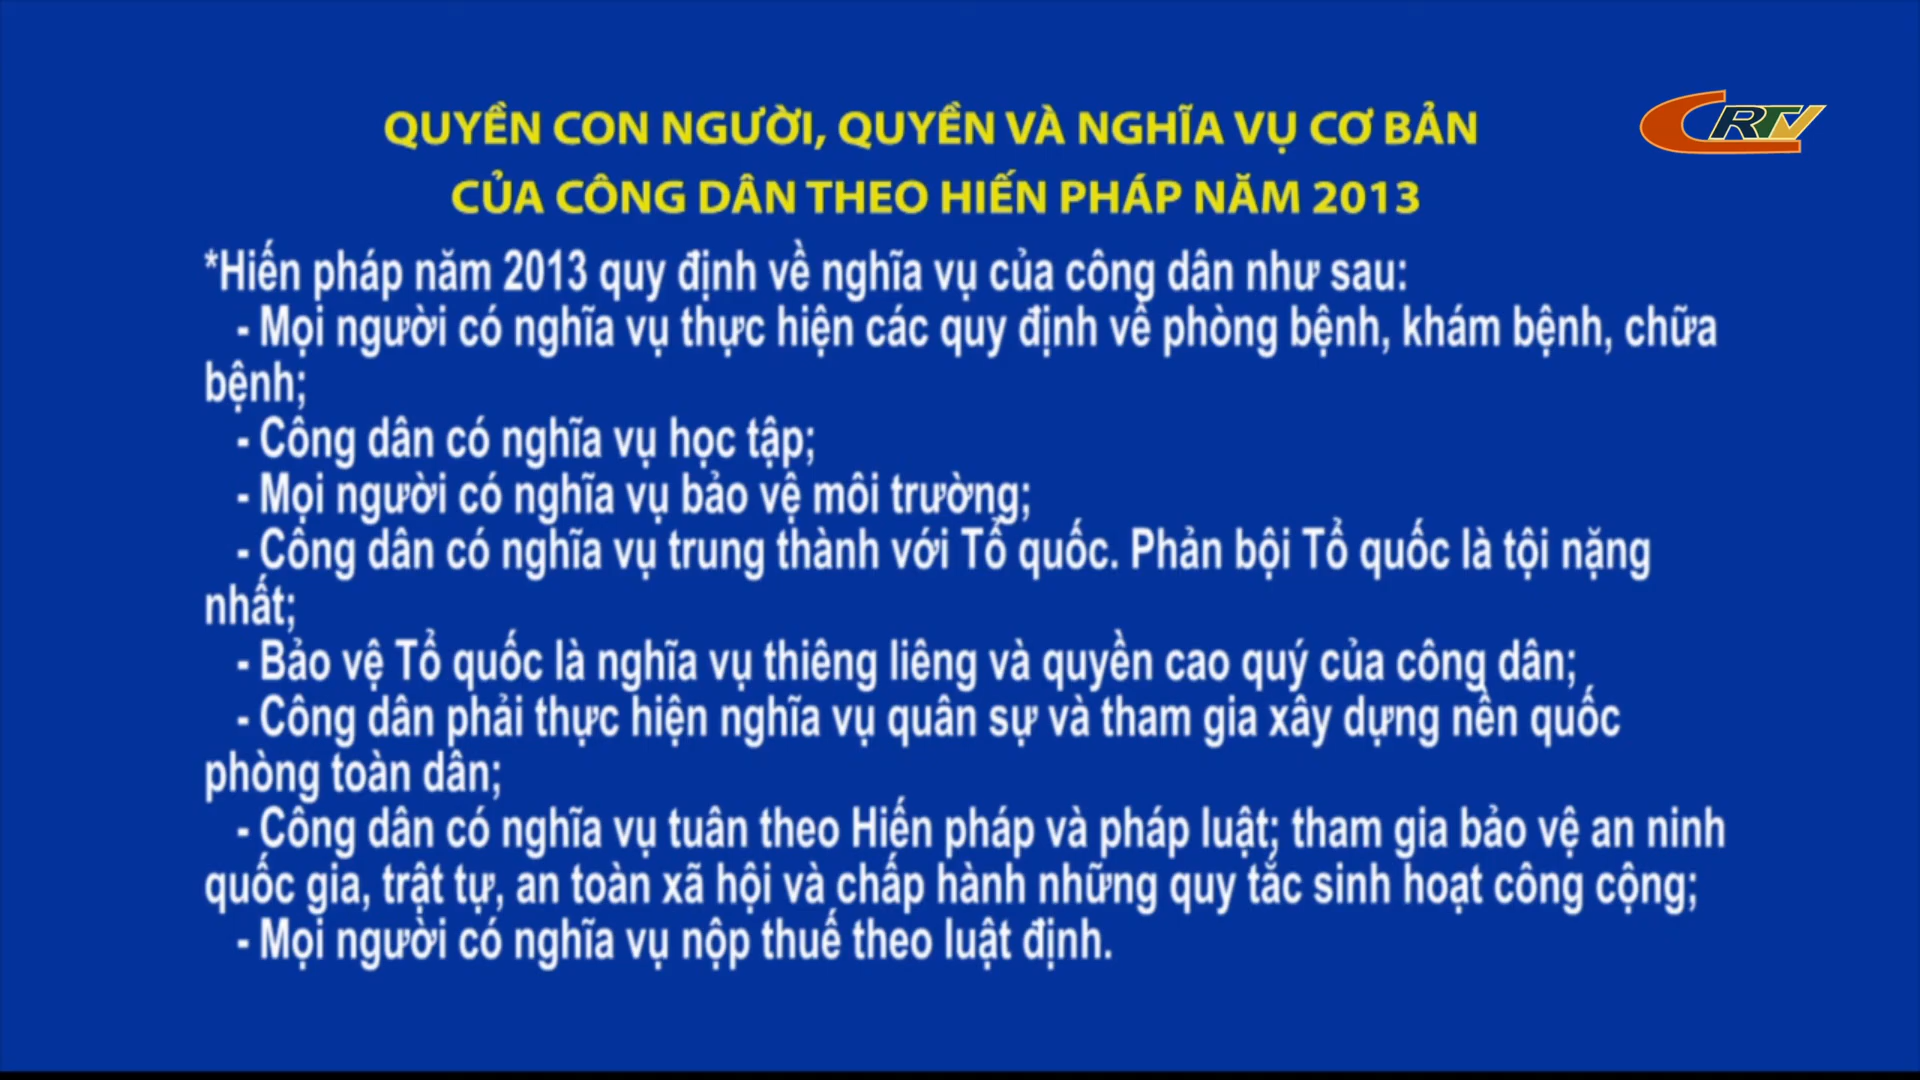 QUYỀN CON NGƯỜI, QUYỀN VÀ NGHĨA VỤ CƠ BẢN
CỦA CÔNG DÂN THEO HIẾN PHÁP NĂM 2013
CRTV
*Hiến pháp năm 2013 quy định về nghĩa vụ của công dân như sau:
- Mọi người có nghĩa vụ thực hiện các quy định về phòng bệnh, khám bệnh, chữa
bệnh;
- Công dân có nghĩa vụ học tập;
- Mọi người có nghĩa vụ bảo vệ môi trường;
- Công dân có nghĩa vụ trung thành với Tổ quốc. Phản bội Tổ quốc là tội nặng
nhất;
- Bảo vệ Tổ quốc là nghĩa vụ thiêng liêng và quyền cao quý của công dân;
- Công dân phải thực hiện nghĩa vụ quân sự và tham gia xây dựng nền quốc
phòng toàn dân;
- Công dân có nghĩa vụ tuân theo Hiến pháp và pháp luật; tham gia bảo vệ an ninh
quốc gia, trật tự, an toàn xã hội và chấp hành những quy tắc sinh hoạt công cộng;
- Mọi người có nghĩa vụ nộp thuế theo luật định.